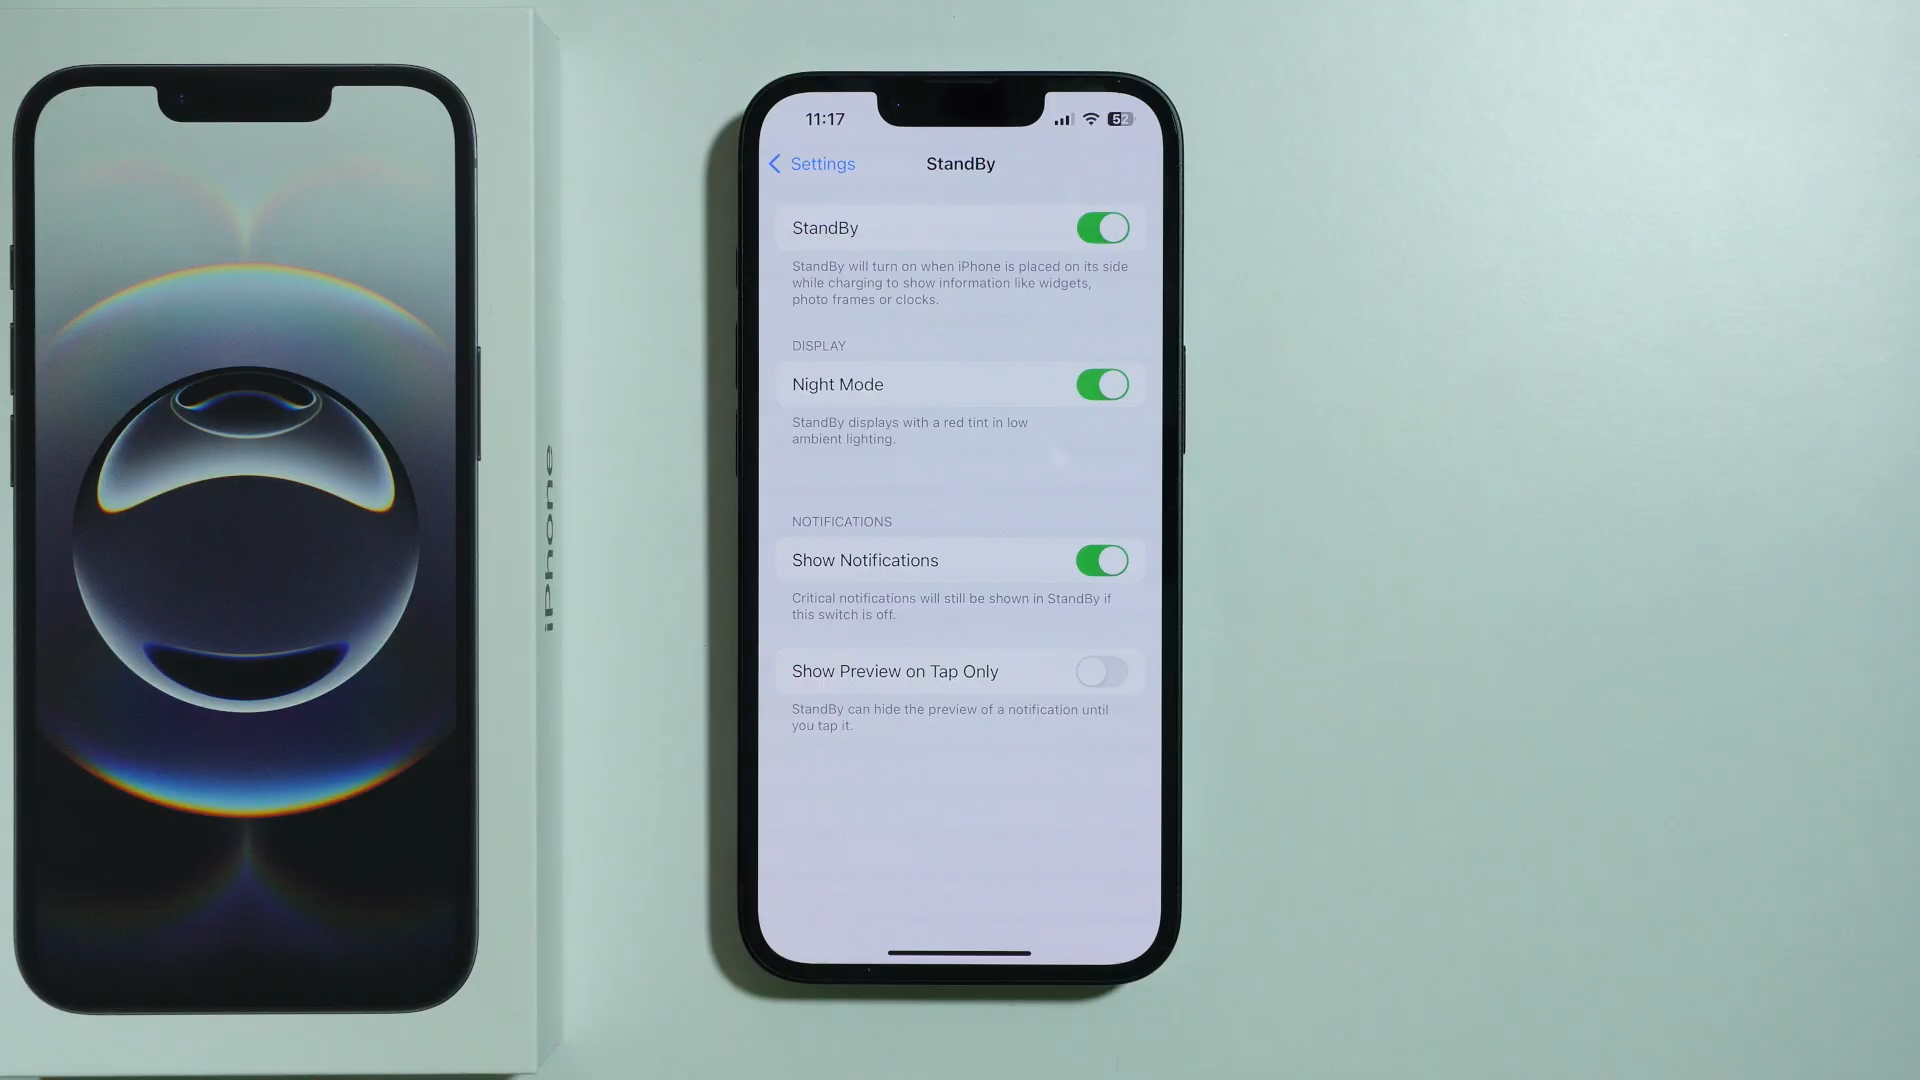 iPhone
11:17
52
Settings
StandBy
StandBy
StandBy will turn on when iPhone is placed on its side
while charging to show information like widgets,
photo frames or clocks.
DISPLAY
Night Mode
StandBy displays with a red tint in low
ambient lighting.
NOTIFICATIONS
Show Notifications
Critical notifications will still be shown in StandBy if
this switch is off.
Show Preview on Tap Only
StandBy can hide the preview of a notification until
you tap it.